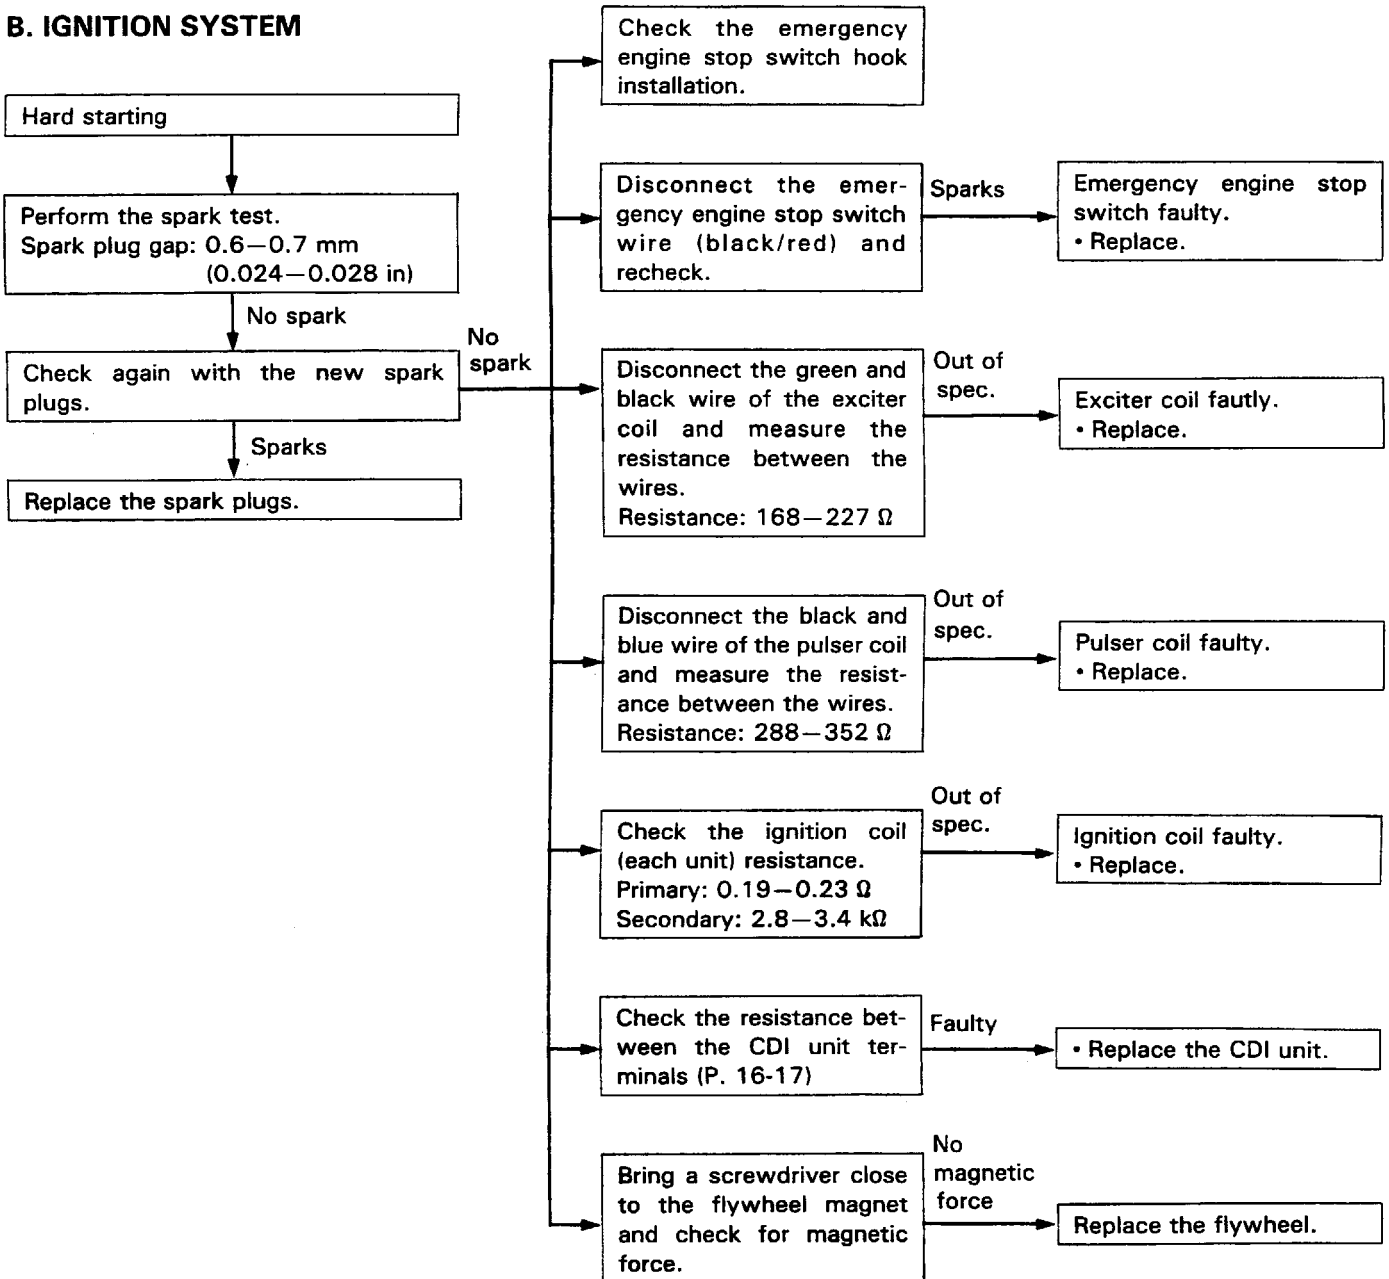 B. IGNITION SYSTEM
Hard starting
Perform the spark test.
Spark plug gap: 0.6—0.7 mm
(0.024—0.028 in)
No spark
Check again with the new spark
plugs.
Sparks
Replace the spark plugs.
No
spark
Check the emergency
engine stop switch hook
installation.
Disconnect the emer-
gency engine stop switch
wire (black/red) and
recheck.
Sparks
Emergency engine stop
switch faulty.
• Replace.
Disconnect the green and
black wire of the exciter
coil and measure the
resistance between the
wires.
Resistance: 168—227 Ω
Out of
spec.
Exciter coil fautly.
• Replace.
Disconnect the black and
blue wire of the pulser coil
and measure the resist-
ance between the wires.
Resistance: 288—352 Ω
Out of
spec.
Pulser coil faulty.
• Replace.
Check the ignition coil
(each unit) resistance.
Primary: 0.19—0.23 Ω
Secondary: 2.8—3.4 kΩ
Out of
spec.
Ignition coil faulty.
• Replace.
Check the resistance bet-
ween the CDI unit ter-
minals (P. 16-17)
Faulty
• Replace the CDI unit.
Bring a screwdriver close
to the flywheel magnet
and check for magnetic
force.
No
magnetic
force
Replace the flywheel.